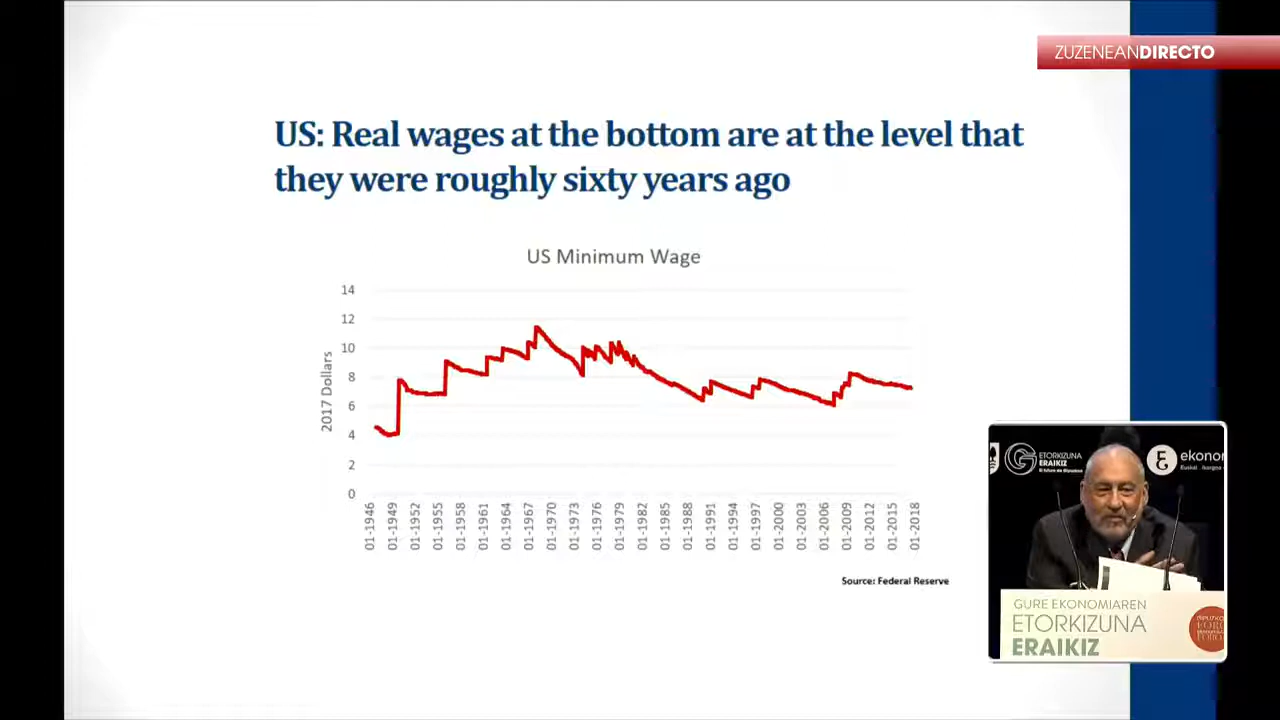 ZUZENEANDIRECTO
US: Real wages at the bottom are at the level that
they were roughly sixty years ago
US Minimum Wage
2017 Dollars
14
12
10
8
6
4
2
0
01-1946
01-1949
01-1952
01-1955
01-1958
01-1961
01-1964
01-1967
01-1970
01-1973
01-1976
01-1979
01-1982
01-1985
01-1988
01-1991
01-1994
01-1997
01-2000
01-2003
01-2006
01-2009
01-2012
01-2015
01-2018
Source: Federal Reserve
ETORKIZUNA
ERAIKIZ
ekonor
GURE EKONOMIAREN
ETORKIZUNA
ERAIKIZ